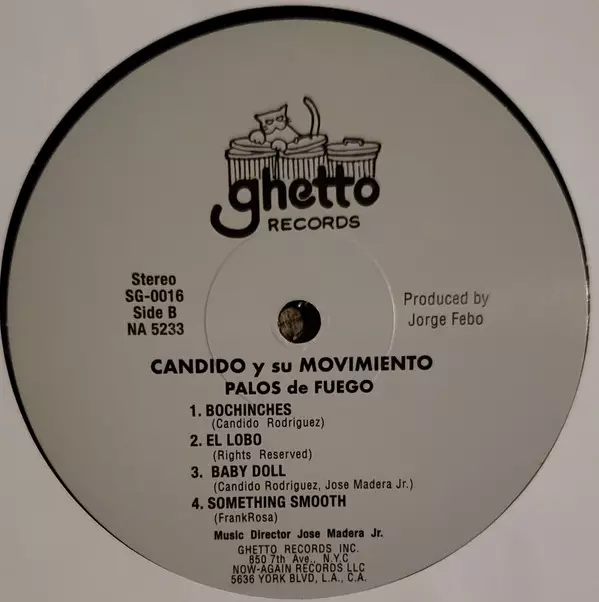 ghetto
RECORDS
Stereo
SG-0016
Side B
NA 5233
Produced by
Jorge Febo
CANDIDO y su MOVIMIENTO
PALOS de FUEGO
1. BOCHINCHES
(Candido Rodriguez)
2. EL LOBO
(Rights Reserved)
3. BABY DOLL
(Candido Rodriguez, Jose Madera Jr.)
4. SOMETHING SMOOTH
(FrankRosa)
Music Director Jose Madera Jr.
GHETTO RECORDS INC.
850 7th Ave., N.Y.C
NOW-AGAIN RECORDS LLC
5636 YORK BLVD, L.A., C.A.